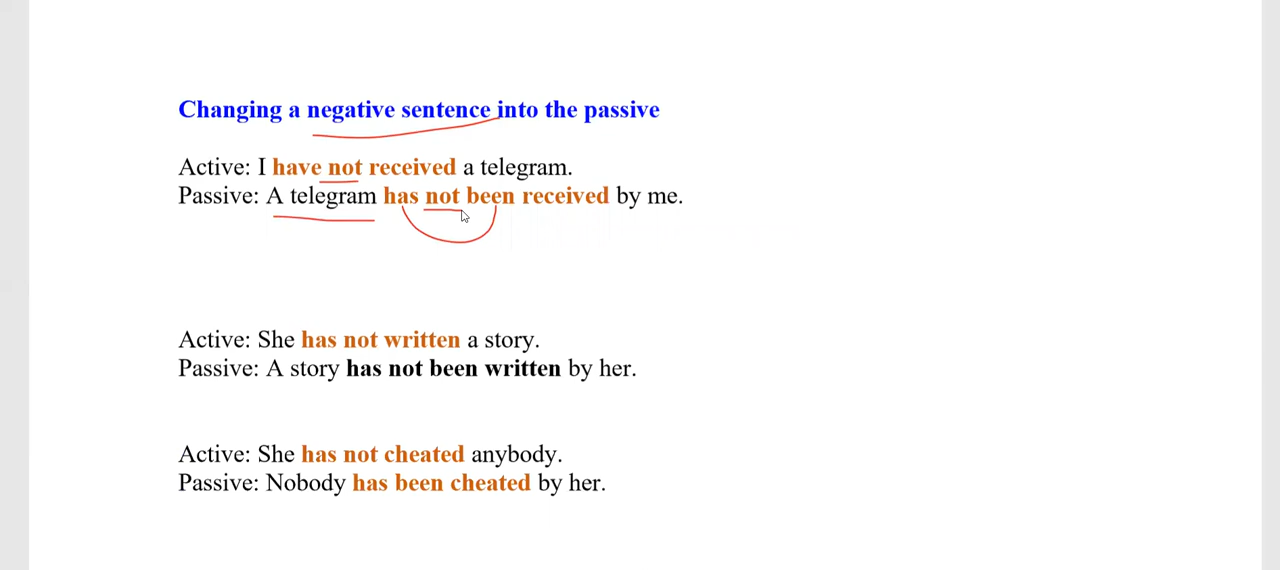 Changing a negative sentence into the passive
Active: I have not received a telegram.
Passive: A telegram has not been received by me.
Active: She has not written a story.
Passive: A story has not been written by her.
Active: She has not cheated anybody.
Passive: Nobody has been cheated by her.